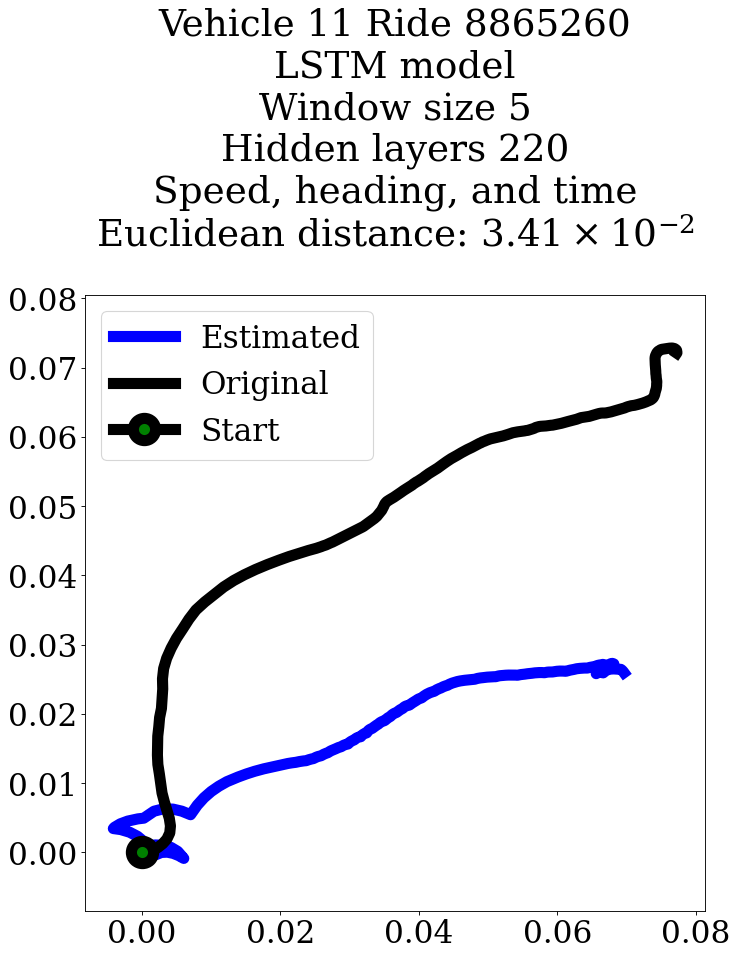 Vehicle 11 Ride 8865260
LSTM model
Window size 5
Hidden layers 220
Speed, heading, and time
Euclidean distance: 3.41 × 10⁻²
0.08
Estimated
0.07
Original
Start
0.06
0.05
0.04
0.03
0.02
0.01
0.00
0.00 0.02 0.04 0.06 0.08